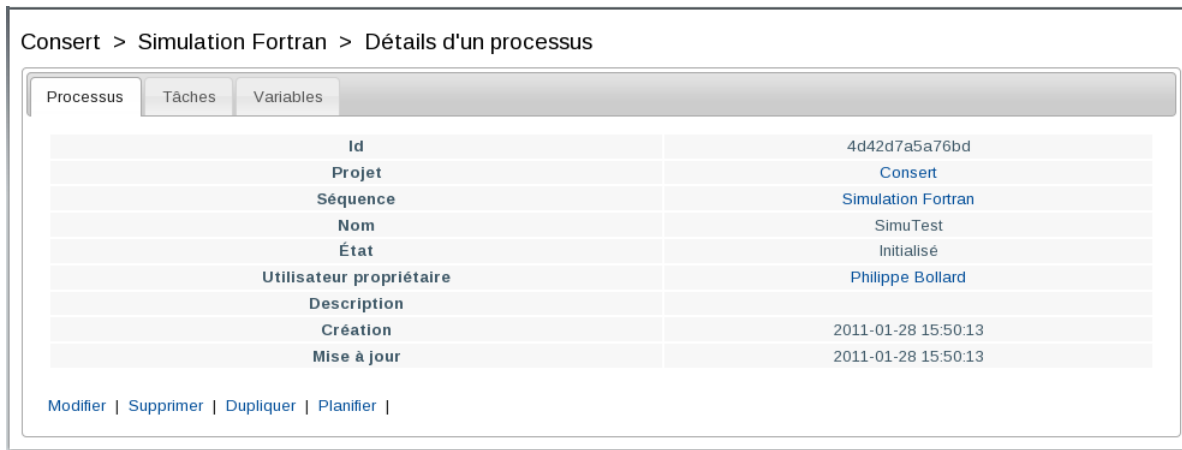 Consert > Simulation Fortran > Détails d'un processus
Processus Tâches Variables
Id 4d42d7a5a76bd
Projet Consert
Séquence Simulation Fortran
Nom SimuTest
État Initialisé
Utilisateur propriétaire Philippe Bollard
Description
Création 2011-01-28 15:50:13
Mise à jour 2011-01-28 15:50:13
Modifier | Supprimer | Dupliquer | Planifier |